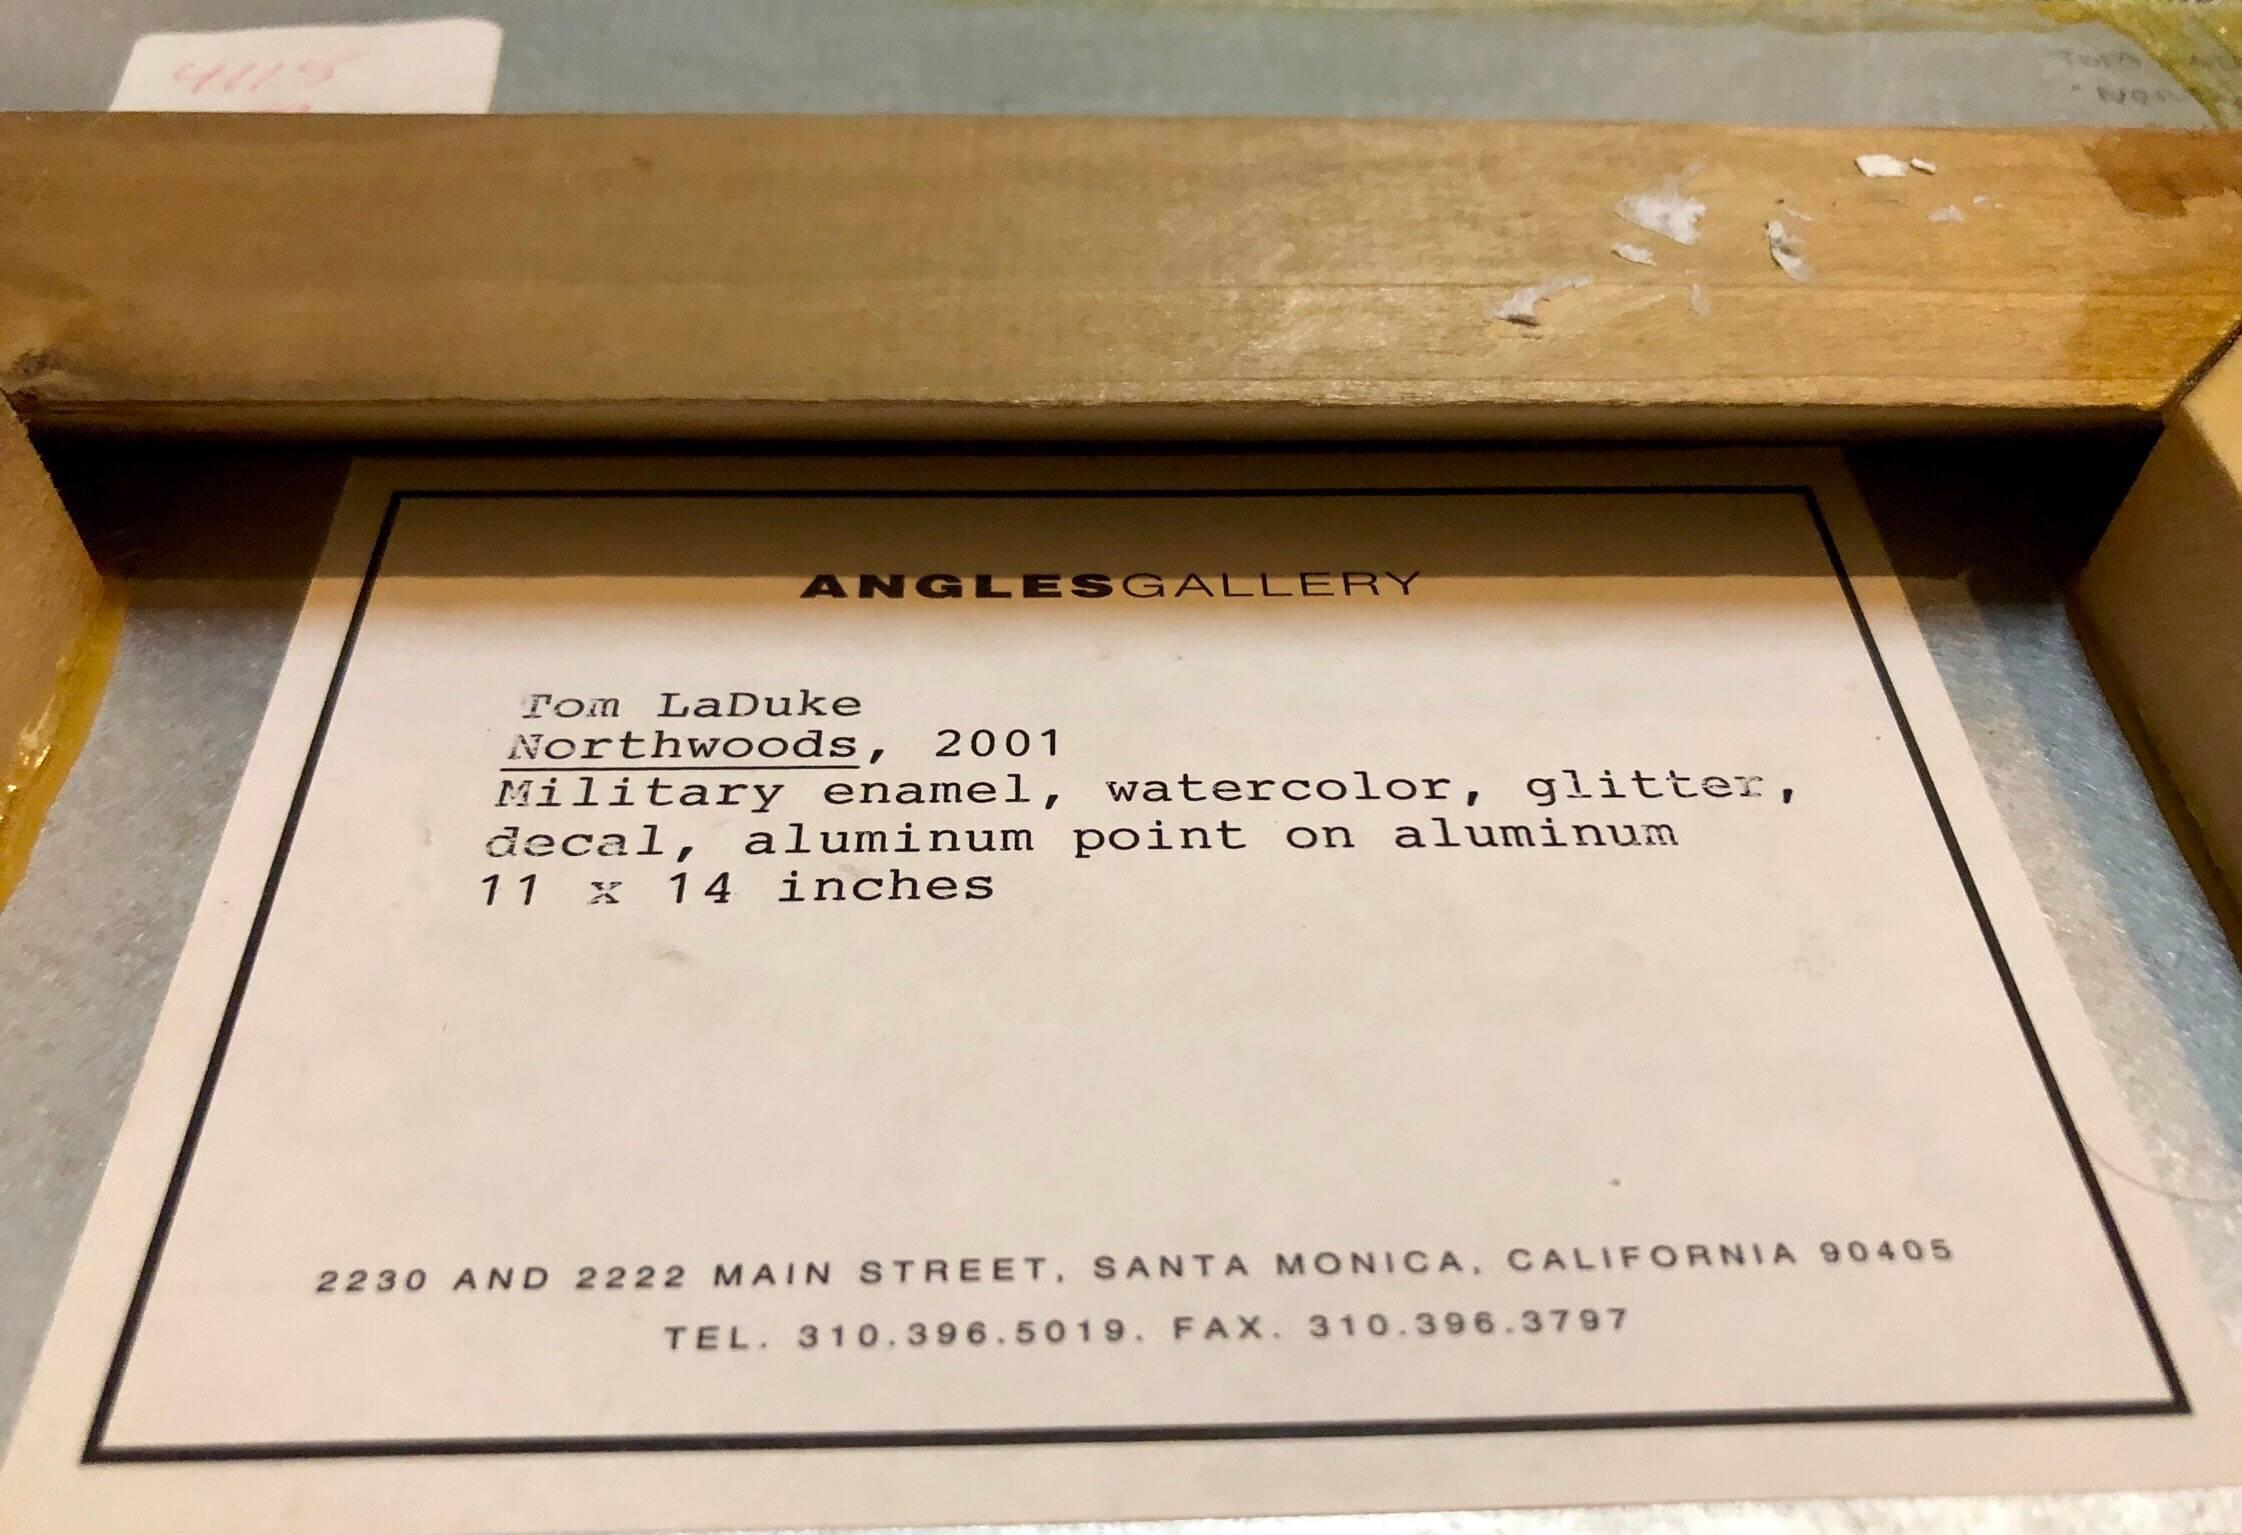 4115
ANGLESGALLERY
Tom LaDuke
Northwoods, 2001
Military enamel, watercolor, glitter,
decal, aluminum point on aluminum
11 x 14 inches
2230 AND 2222 MAIN STREET, SANTA MONICA, CALIFORNIA 90405
TEL. 310.396.5019. FAX. 310.396.3797